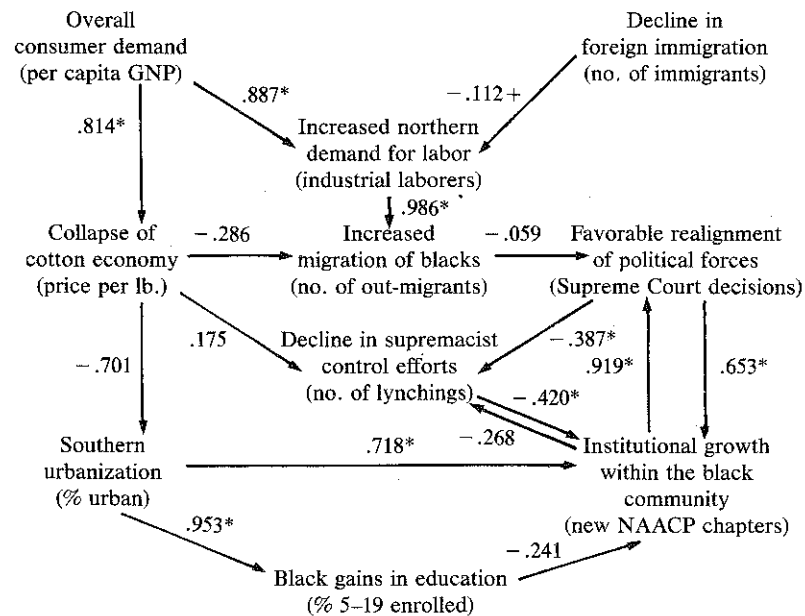 Overall
consumer demand
(per capita GNP)
Decline in
foreign immigration
(no. of immigrants)
.887*
-.112+
.814*
Increased northern
demand for labor
(industrial laborers)
.986*
Collapse of
cotton economy
(price per lb.)
-.286
Increased
migration of blacks
(no. of out-migrants)
-.059
Favorable realignment
of political forces
(Supreme Court decisions)
.175
Decline in supremacist
control efforts
(no. of lynchings)
-.387*
.919*
.653*
-.701
-.420*
-.268
Southern
urbanization
(% urban)
.718*
Institutional growth
within the black
community
(new NAACP chapters)
.953*
-.241
Black gains in education
(% 5–19 enrolled)